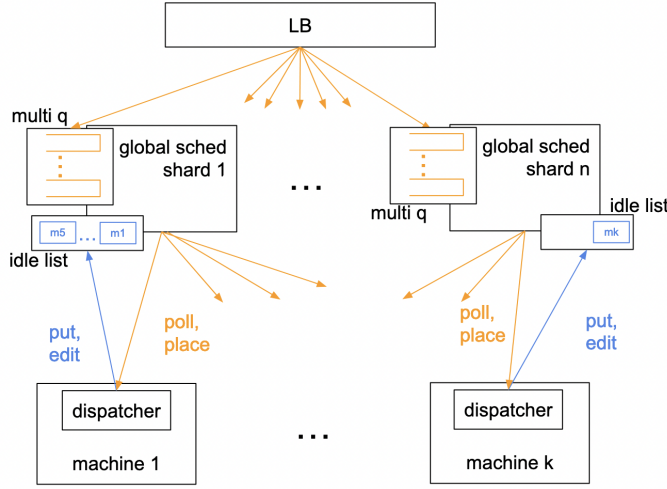 LB
multi q
global sched
shard 1
...
global sched
shard n
multi q
idle list
m5 ... m1
mk
idle list
put,
edit
poll,
place
poll,
place
put,
edit
dispatcher
machine 1
...
dispatcher
machine k